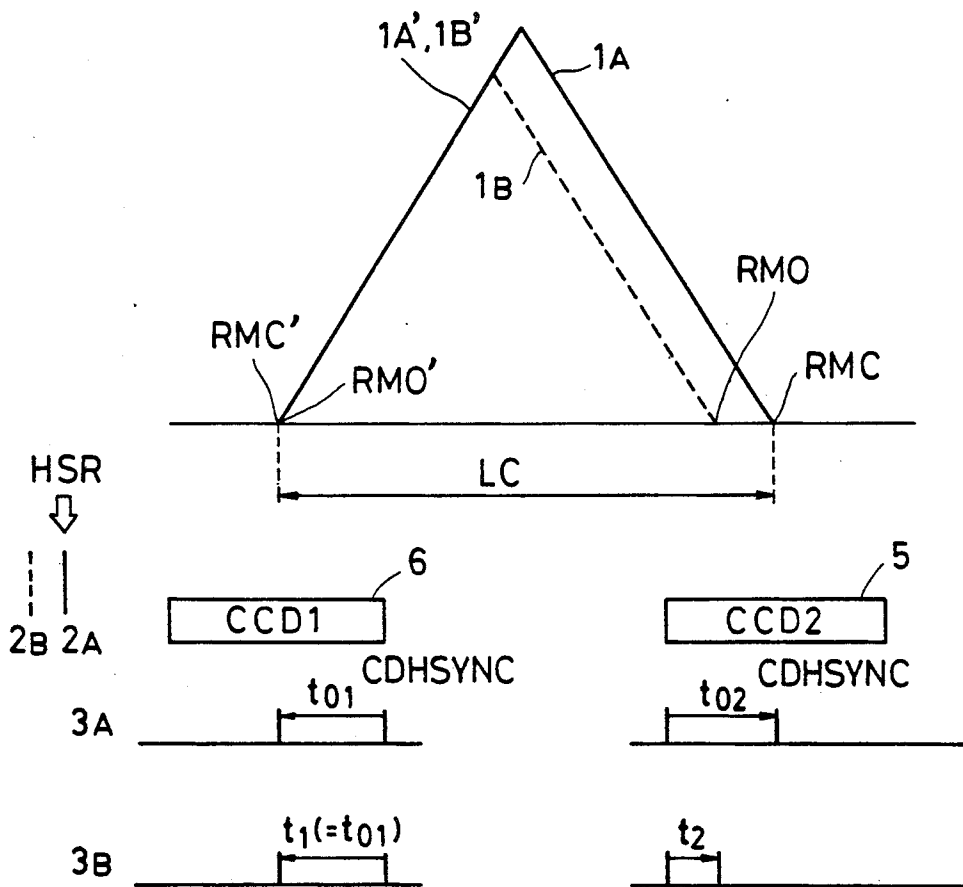 1A',1B'
1A
1B
RMO
RMC'
RMO'
RMC
LC
HSR
6
5
CCD1
CCD2
2B 2A
CDHSYNC
CDHSYNC
3A
t01
t02
3B
t1(=t01)
t2